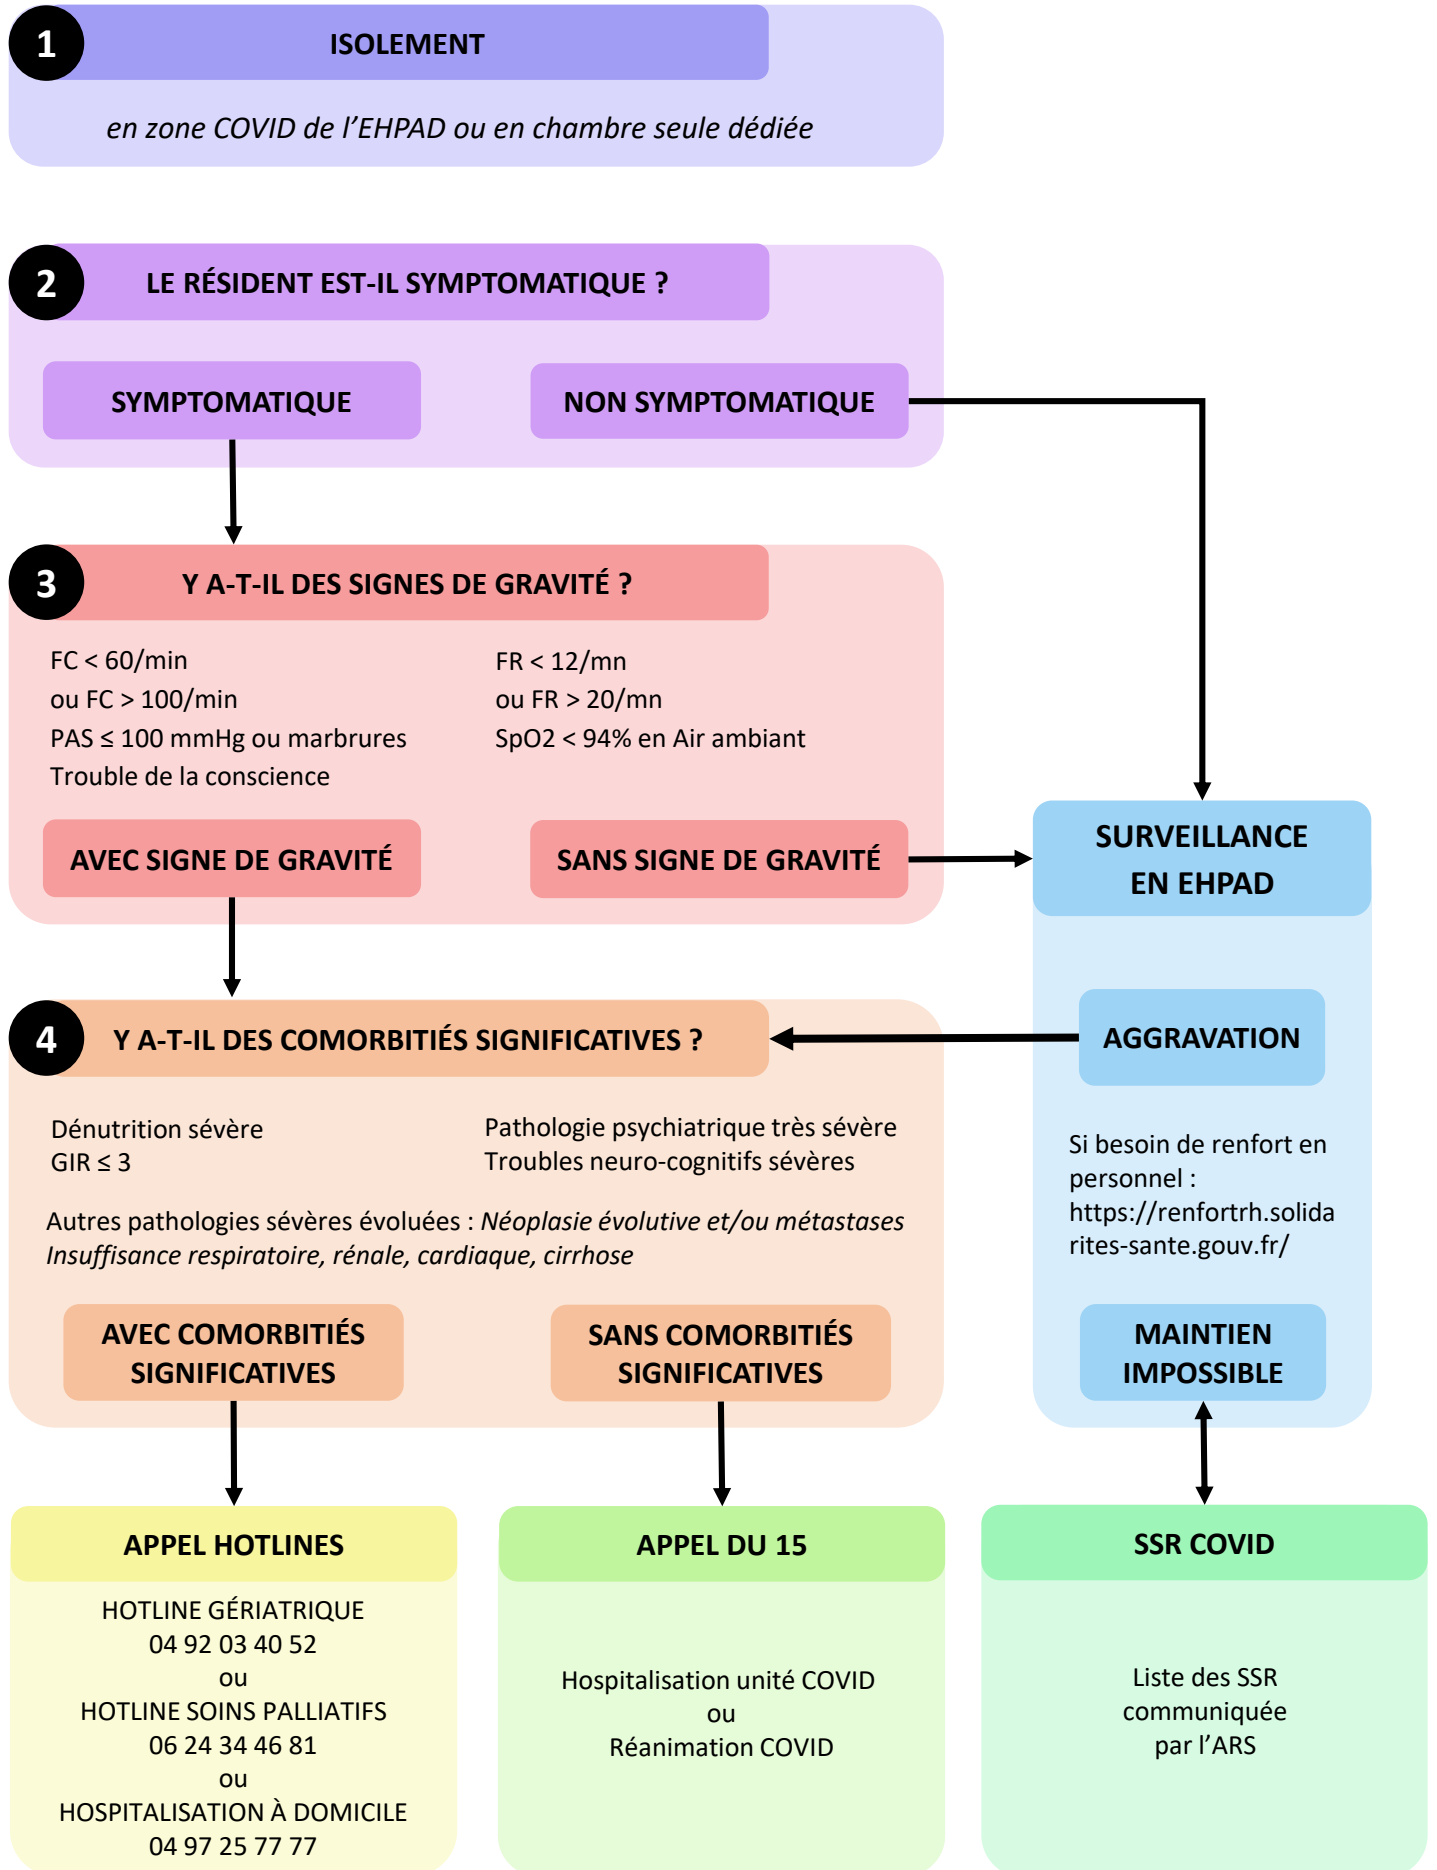 1
ISOLEMENT
en zone COVID de l'EHPAD ou en chambre seule dédiée
2
LE RÉSIDENT EST-IL SYMPTOMATIQUE ?
SYMPTOMATIQUE
NON SYMPTOMATIQUE
3
Y A-T-IL DES SIGNES DE GRAVITÉ ?
FC < 60/min
ou FC > 100/min
PAS ≤ 100 mmHg ou marbrures
Trouble de la conscience
FR < 12/mn
ou FR > 20/mn
SpO2 < 94% en Air ambiant
AVEC SIGNE DE GRAVITÉ
SANS SIGNE DE GRAVITÉ
SURVEILLANCE
EN EHPAD
4
Y A-T-IL DES COMORBITIÉS SIGNIFICATIVES ?
Dénutrition sévère
GIR ≤ 3
Pathologie psychiatrique très sévère
Troubles neuro-cognitifs sévères
Autres pathologies sévères évoluées : Néoplasie évolutive et/ou métastases
Insuffisance respiratoire, rénale, cardiaque, cirrhose
AVEC COMORBITIÉS
SIGNIFICATIVES
SANS COMORBITIÉS
SIGNIFICATIVES
AGGRAVATION
Si besoin de renfort en
personnel :
https://renfortrh.solida
rites-sante.gouv.fr/
MAINTIEN
IMPOSSIBLE
APPEL HOTLINES
HOTLINE GÉRIATRIQUE
04 92 03 40 52
ou
HOTLINE SOINS PALLIATIFS
06 24 34 46 81
ou
HOSPITALISATION À DOMICILE
04 97 25 77 77
APPEL DU 15
Hospitalisation unité COVID
ou
Réanimation COVID
SSR COVID
Liste des SSR
communiquée
par l'ARS